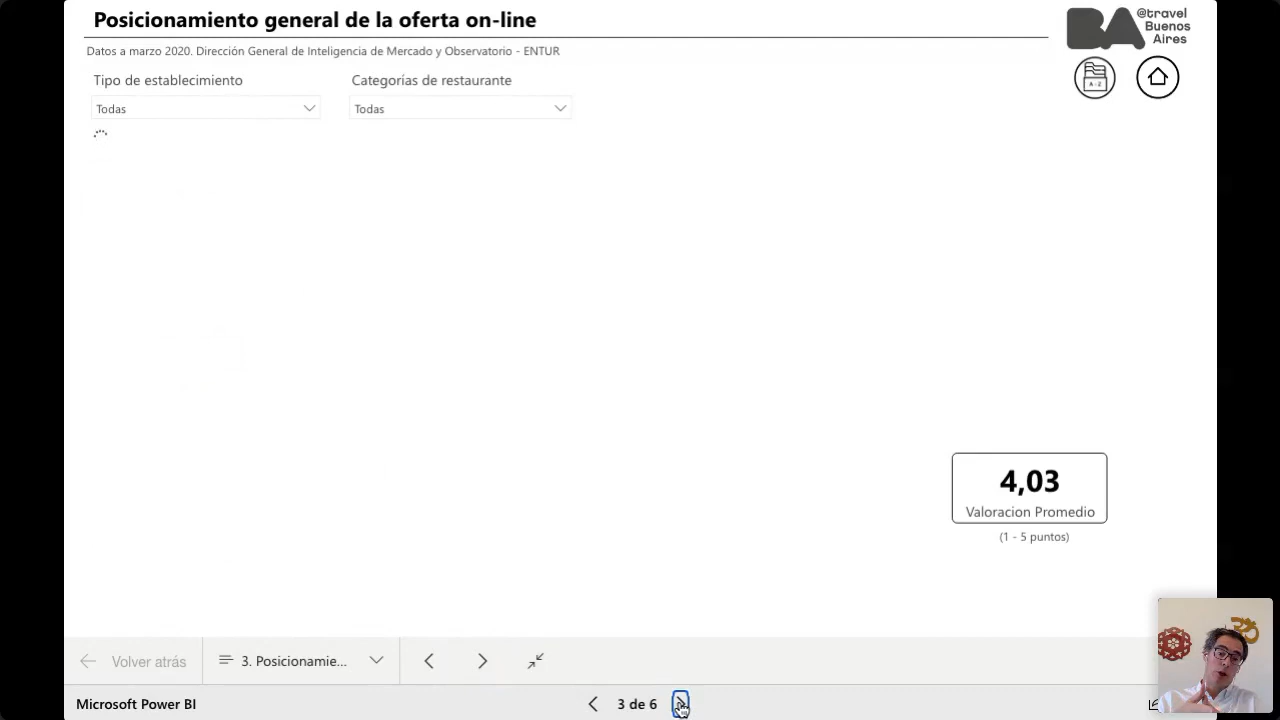 Posicionamiento general de la oferta on-line
@travel
Buenos
Aires
BA
Datos a marzo 2020. Dirección General de Inteligencia de Mercado y Observatorio - ENTUR
Tipo de establecimiento
Categorías de restaurante
Todas
Todas
A - Z
4,03
Valoracion Promedio
(1 - 5 puntos)
Volver atrás
3. Posicionamie...
Microsoft Power BI
3 de 6